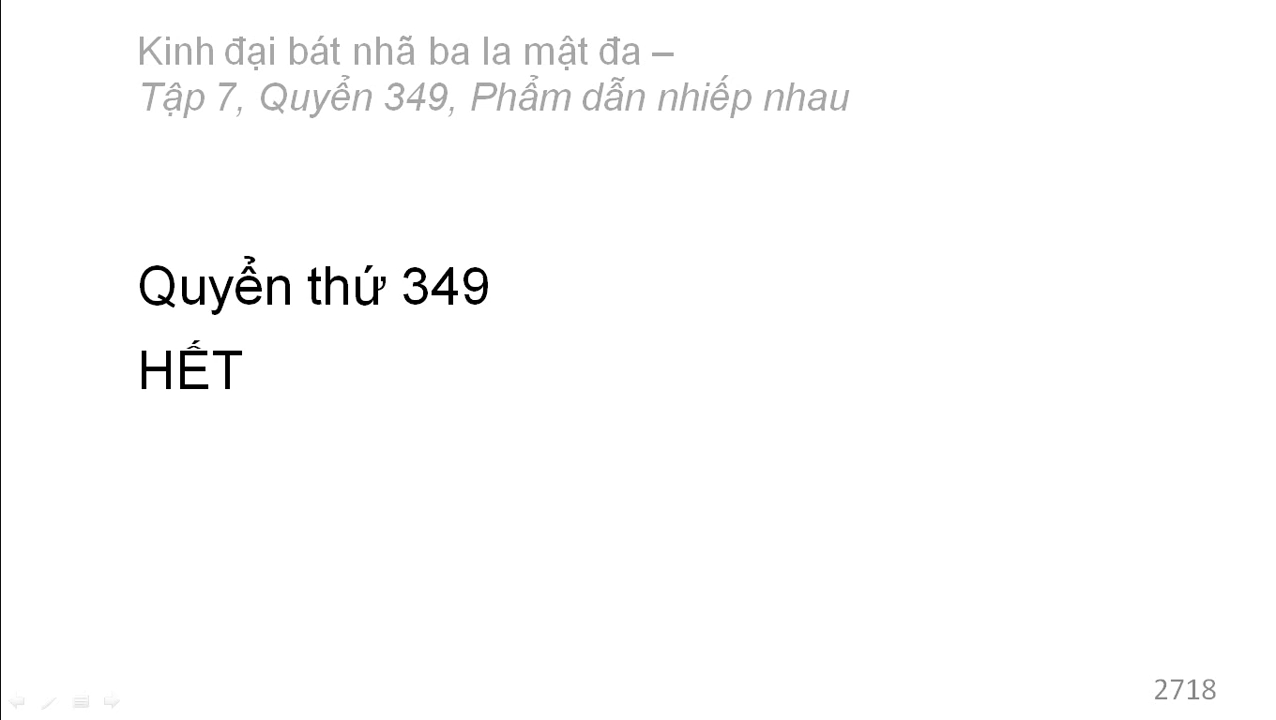 Kinh đại bát nhã ba la mật đa –
Tập 7, Quyển 349, Phẩm dẫn nhiếp nhau
Quyển thứ 349
HẾT
2718